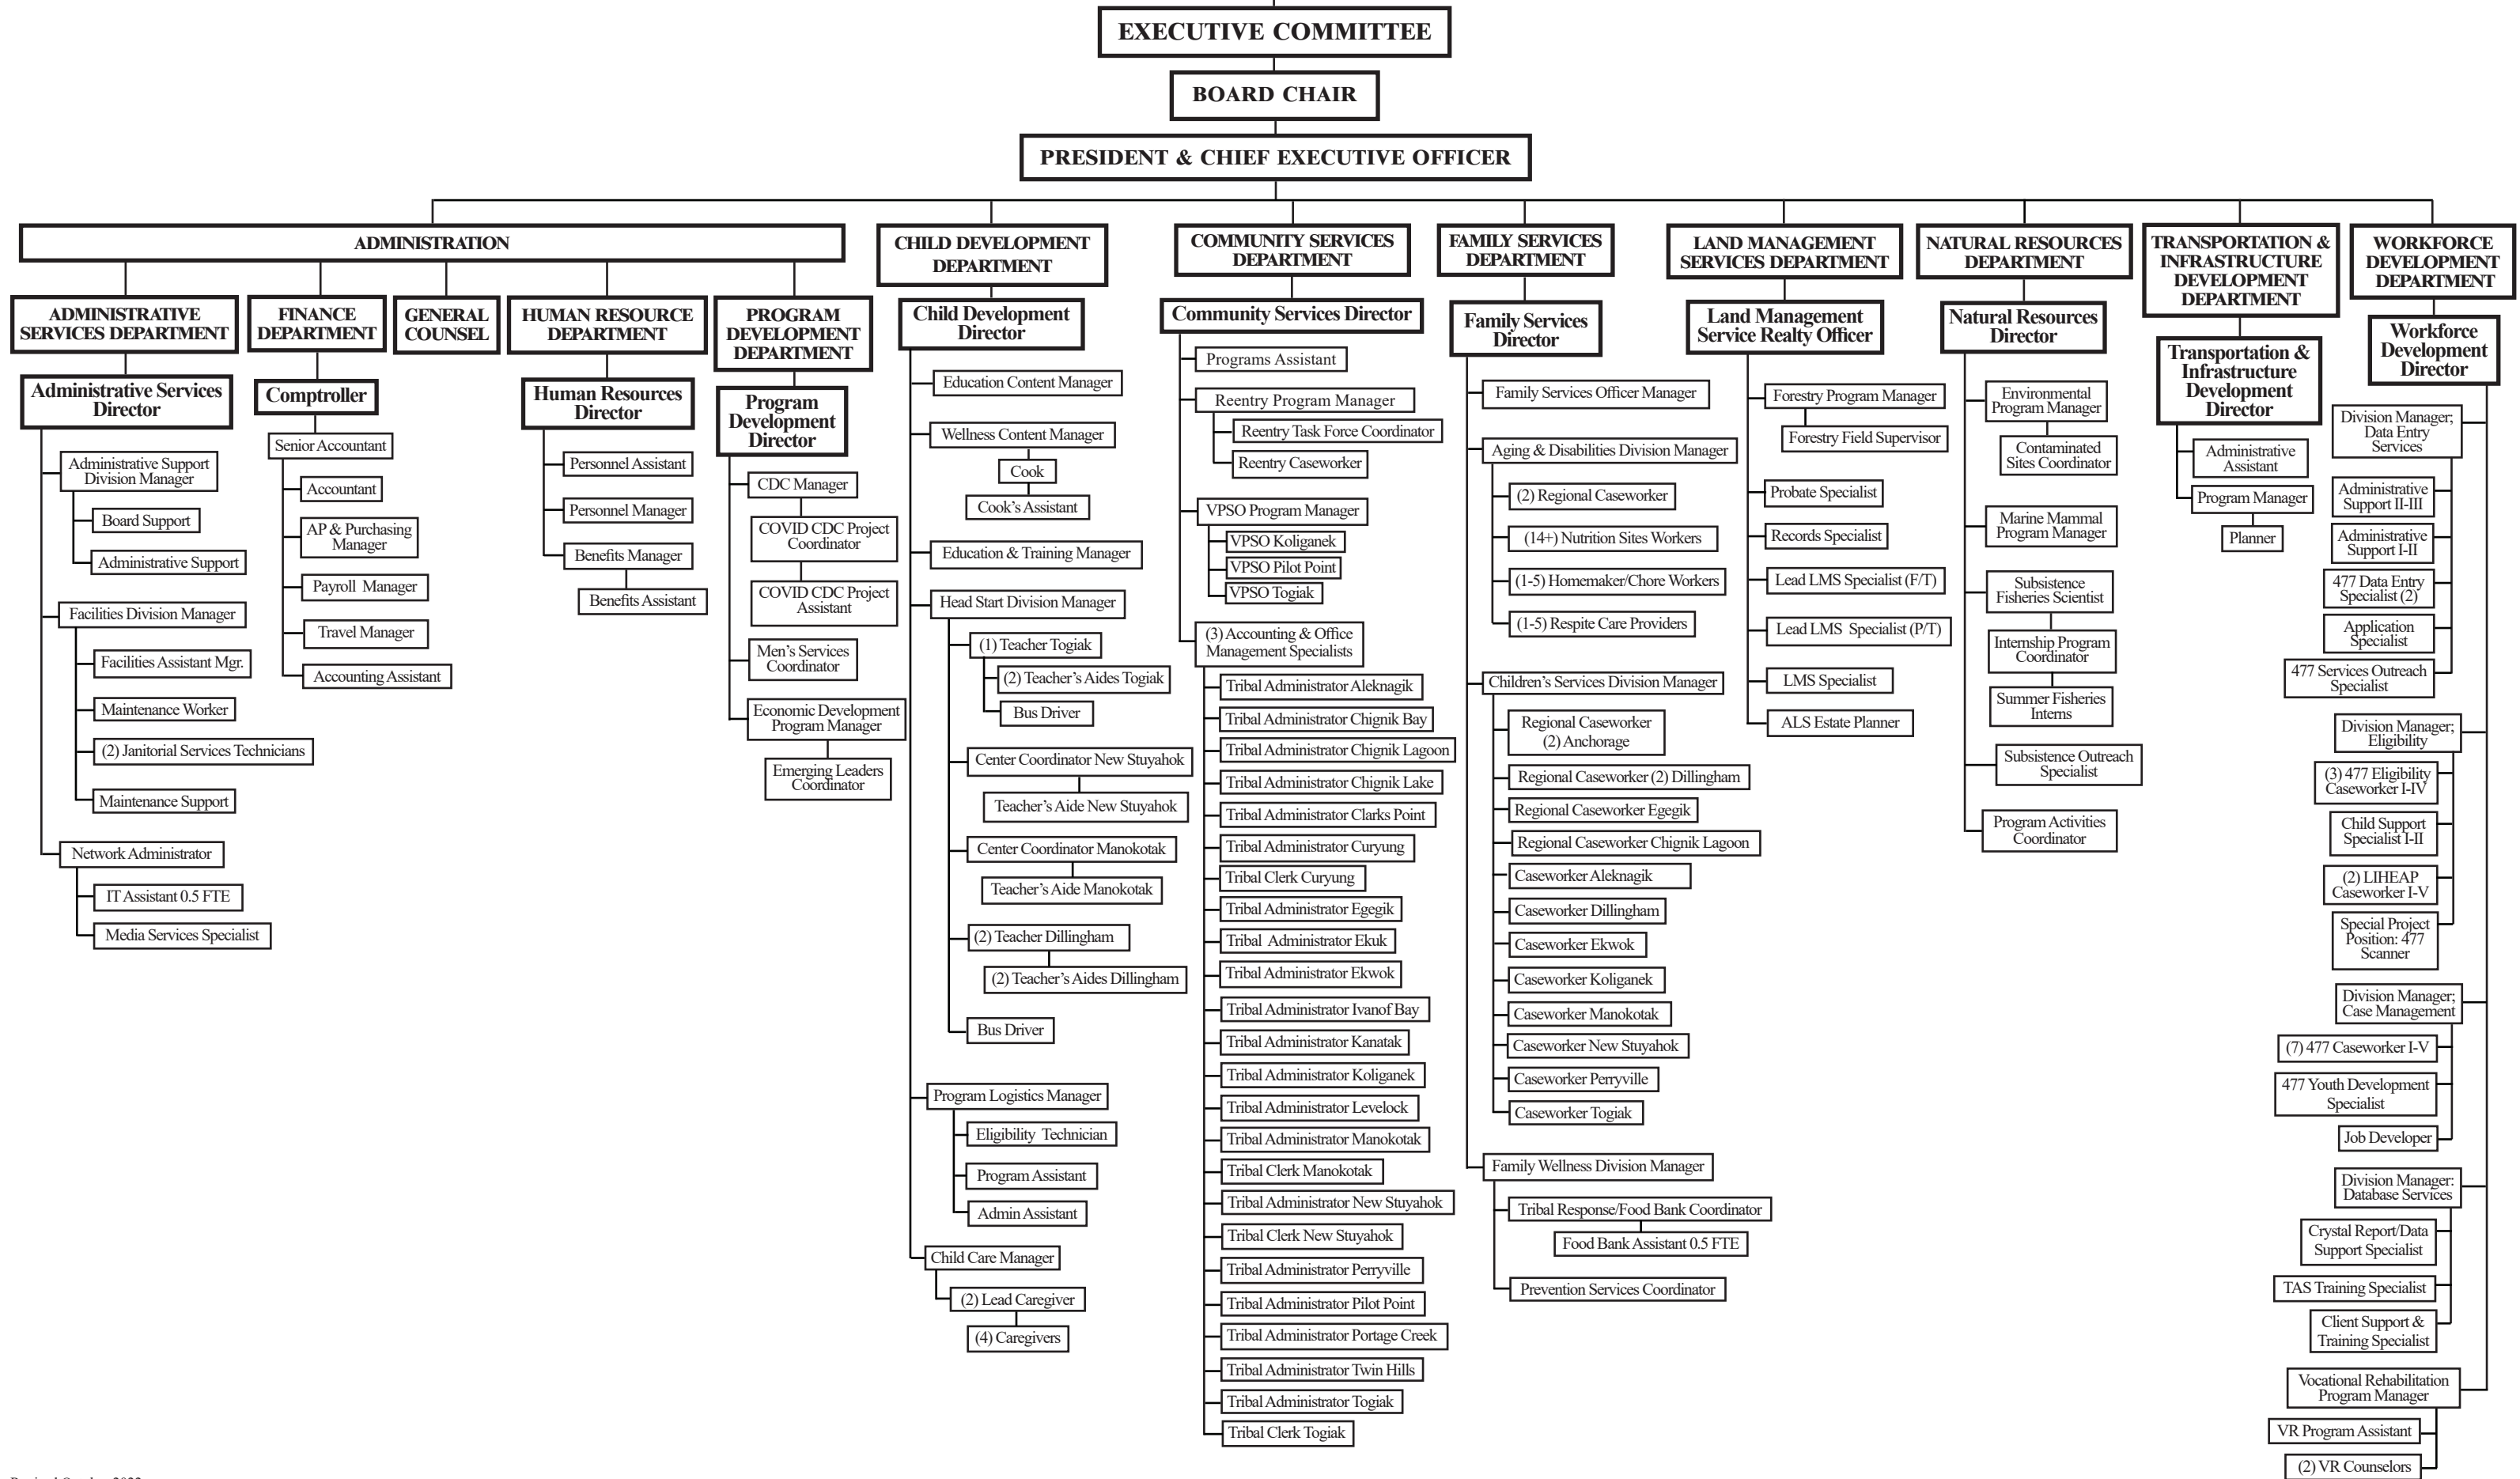 EXECUTIVE COMMITTEE
BOARD CHAIR
PRESIDENT & CHIEF EXECUTIVE OFFICER
ADMINISTRATION
ADMINISTRATIVE
SERVICES DEPARTMENT
Administrative Services
Director
Administrative Support
Division Manager
Board Support
Administrative Support
Facilities Division Manager
Facilities Assistant Mgr.
Maintenance Worker
(2) Janitorial Services Technicians
Maintenance Support
Network Administrator
IT Assistant 0.5 FTE
Media Services Specialist
FINANCE
DEPARTMENT
Comptroller
Senior Accountant
Accountant
AP & Purchasing
Manager
Payroll Manager
Travel Manager
Accounting Assistant
GENERAL
COUNSEL
HUMAN RESOURCE
DEPARTMENT
Human Resources
Director
Personnel Assistant
Personnel Manager
Benefits Manager
Benefits Assistant
PROGRAM
DEVELOPMENT
DEPARTMENT
Program
Development
Director
CDC Manager
COVID CDC Project
Coordinator
COVID CDC Project
Assistant
Men's Services
Coordinator
Economic Development
Program Manager
Emerging Leaders
Coordinator
CHILD DEVELOPMENT
DEPARTMENT
Child Development
Director
Education Content Manager
Wellness Content Manager
Cook
Cook's Assistant
Education & Training Manager
Head Start Division Manager
(1) Teacher Togiak
(2) Teacher's Aides Togiak
Bus Driver
Center Coordinator New Stuyahok
Teacher's Aide New Stuyahok
Center Coordinator Manokotak
Teacher's Aide Manokotak
(2) Teacher Dillingham
(2) Teacher's Aides Dillingham
Bus Driver
Program Logistics Manager
Eligibility Technician
Program Assistant
Admin Assistant
Child Care Manager
(2) Lead Caregiver
(4) Caregivers
COMMUNITY SERVICES
DEPARTMENT
Community Services Director
Programs Assistant
Reentry Program Manager
Reentry Task Force Coordinator
Reentry Caseworker
VPSO Program Manager
VPSO Koliganek
VPSO Pilot Point
VPSO Togiak
(3) Accounting & Office
Management Specialists
Tribal Administrator Aleknagik
Tribal Administrator Chignik Bay
Tribal Administrator Chignik Lagoon
Tribal Administrator Chignik Lake
Tribal Administrator Clarks Point
Tribal Administrator Curyung
Tribal Clerk Curyung
Tribal Administrator Egegik
Tribal Administrator Ekuk
Tribal Administrator Ekwok
Tribal Administrator Ivanof Bay
Tribal Administrator Kanatak
Tribal Administrator Koliganek
Tribal Administrator Levelock
Tribal Administrator Manokotak
Tribal Clerk Manokotak
Tribal Administrator New Stuyahok
Tribal Clerk New Stuyahok
Tribal Administrator Perryville
Tribal Administrator Pilot Point
Tribal Administrator Portage Creek
Tribal Administrator Twin Hills
Tribal Administrator Togiak
Tribal Clerk Togiak
FAMILY SERVICES
DEPARTMENT
Family Services
Director
Family Services Officer Manager
Aging & Disabilities Division Manager
(2) Regional Caseworker
(14+) Nutrition Sites Workers
(1-5) Homemaker/Chore Workers
(1-5) Respite Care Providers
Children's Services Division Manager
Regional Caseworker
(2) Anchorage
Regional Caseworker (2) Dillingham
Regional Caseworker Egegik
Regional Caseworker Chignik Lagoon
Caseworker Aleknagik
Caseworker Dillingham
Caseworker Ekwok
Caseworker Koliganek
Caseworker Manokotak
Caseworker New Stuyahok
Caseworker Perryville
Caseworker Togiak
Family Wellness Division Manager
Tribal Response/Food Bank Coordinator
Food Bank Assistant 0.5 FTE
Prevention Services Coordinator
LAND MANAGEMENT
SERVICES DEPARTMENT
Land Management
Service Realty Officer
Forestry Program Manager
Forestry Field Supervisor
Probate Specialist
Records Specialist
Lead LMS Specialist (F/T)
Lead LMS Specialist (P/T)
LMS Specialist
ALS Estate Planner
NATURAL RESOURCES
DEPARTMENT
Natural Resources
Director
Environmental
Program Manager
Contaminated
Sites Coordinator
Marine Mammal
Program Manager
Subsistence
Fisheries Scientist
Internship Program
Coordinator
Summer Fisheries
Interns
Subsistence Outreach
Specialist
Program Activities
Coordinator
TRANSPORTATION &
INFRASTRUCTURE
DEVELOPMENT
DEPARTMENT
Transportation &
Infrastructure
Development
Director
Administrative
Assistant
Program Manager
Planner
WORKFORCE
DEVELOPMENT
DEPARTMENT
Workforce
Development
Director
Division Manager;
Data Entry
Services
Administrative
Support II-III
Administrative
Support I-II
477 Data Entry
Specialist (2)
Application
Specialist
477 Services Outreach
Specialist
Division Manager;
Eligibility
(3) 477 Eligibility
Caseworker I-IV
Child Support
Specialist I-II
(2) LIHEAP
Caseworker I-V
Special Project
Position: 477
Scanner
Division Manager;
Case Management
(7) 477 Caseworker I-V
477 Youth Development
Specialist
Job Developer
Division Manager:
Database Services
Crystal Report/Data
Support Specialist
TAS Training Specialist
Client Support &
Training Specialist
Vocational Rehabilitation
Program Manager
VR Program Assistant
(2) VR Counselors